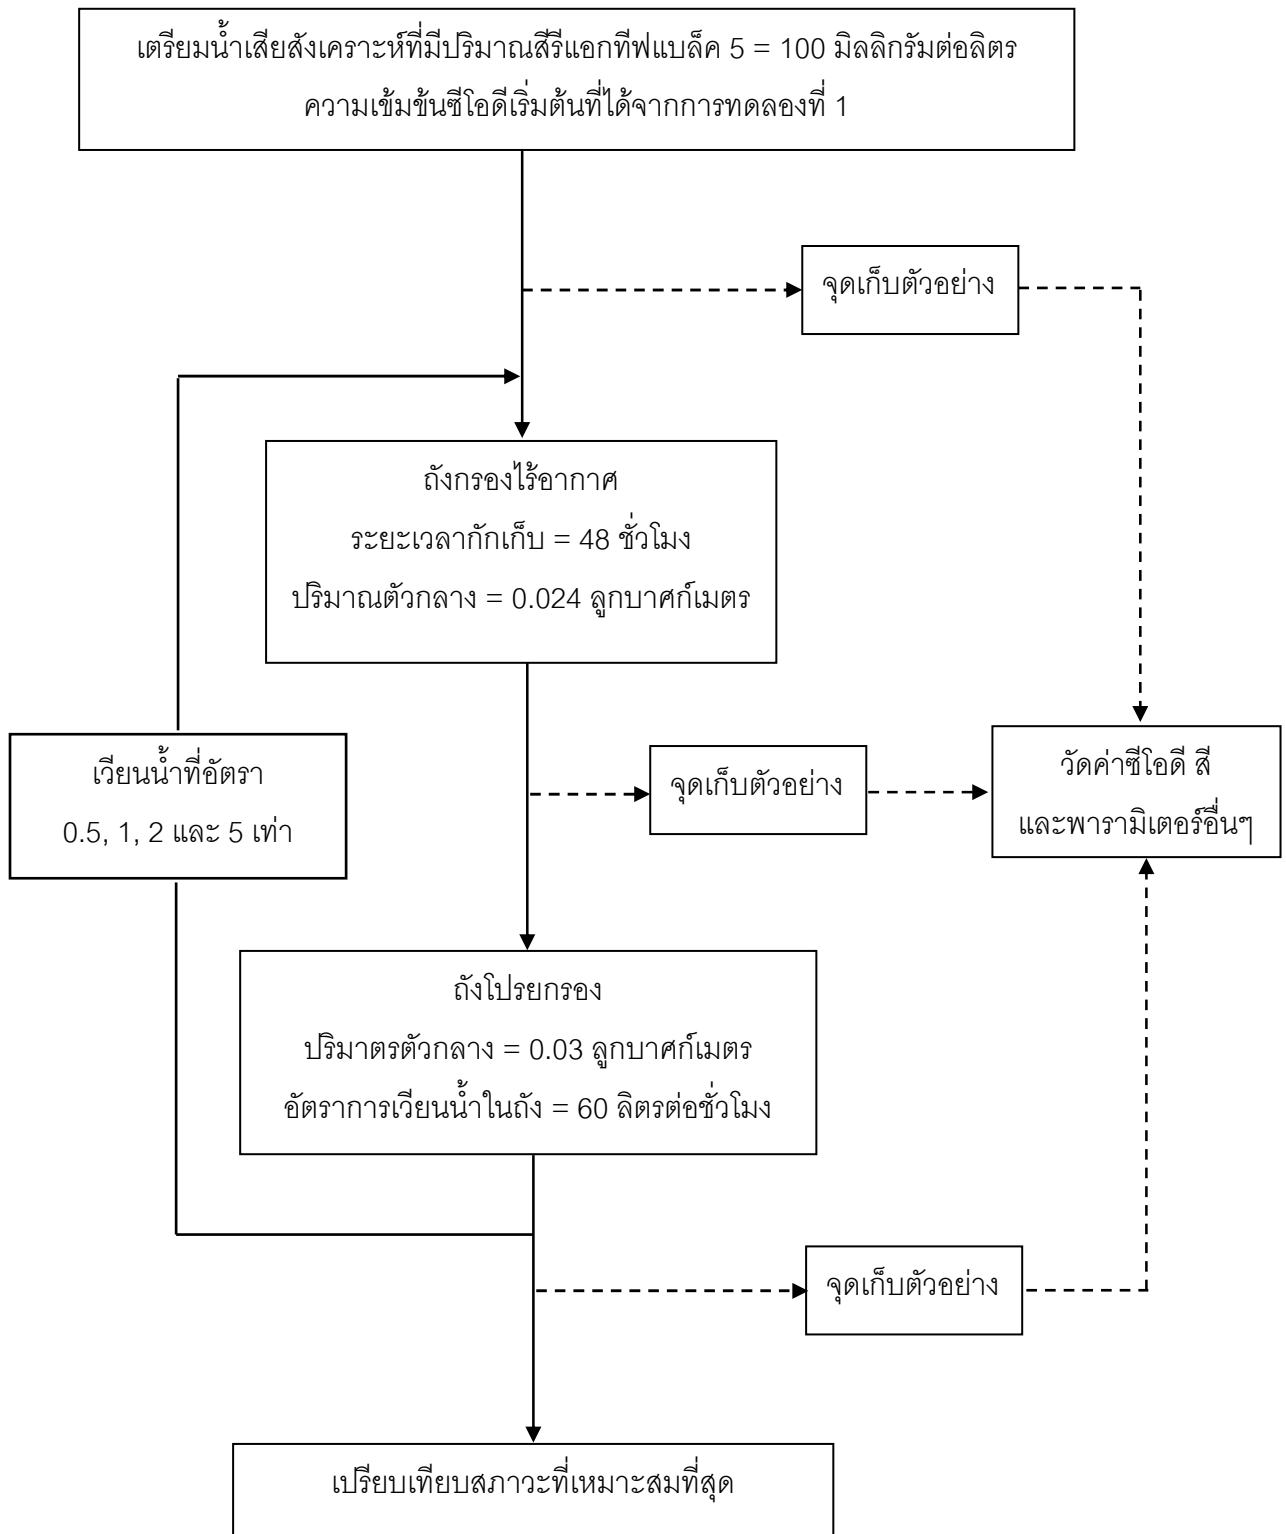 เตรียมน้ำเสียสังเคราะห์ที่มีปริมาณสีรีแอกทีฟแบล็ค 5 = 100 มิลลิกรัมต่อลิตร
ความเข้มข้นซีโอดีเริ่มต้นที่ได้จากการทดลองที่ 1
จุดเก็บตัวอย่าง
ถังกรองไร้อากาศ
ระยะเวลากักเก็บ = 48 ชั่วโมง
ปริมาณตัวกลาง = 0.024 ลูกบาศก์เมตร
เวียนน้ำที่อัตรา
0.5, 1, 2 และ 5 เท่า
จุดเก็บตัวอย่าง
วัดค่าซีโอดี สี
และพารามิเตอร์อื่นๆ
ถังโปรยกรอง
ปริมาตรตัวกลาง = 0.03 ลูกบาศก์เมตร
อัตราการเวียนน้ำในถัง = 60 ลิตรต่อชั่วโมง
จุดเก็บตัวอย่าง
เปรียบเทียบสภาวะที่เหมาะสมที่สุด